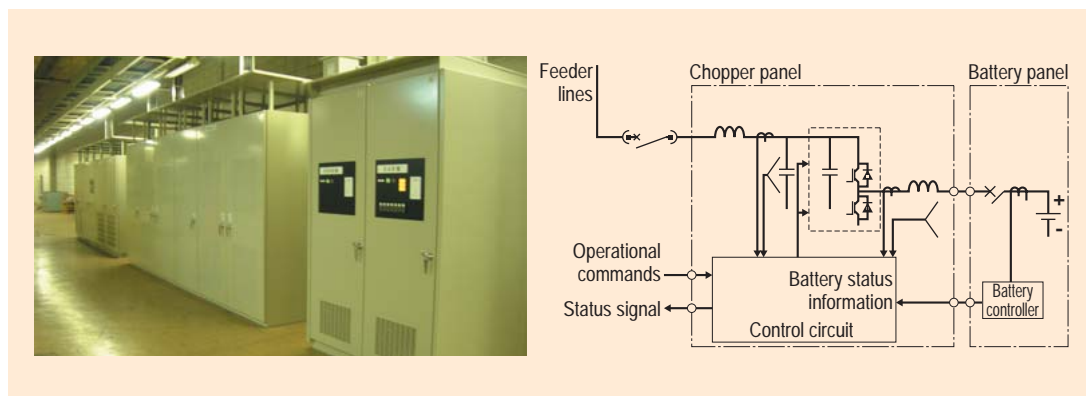 Feeder
lines
Chopper panel
Battery panel
+
-
Operational
commands
Status signal
Battery status
information
Control circuit
Battery
controller